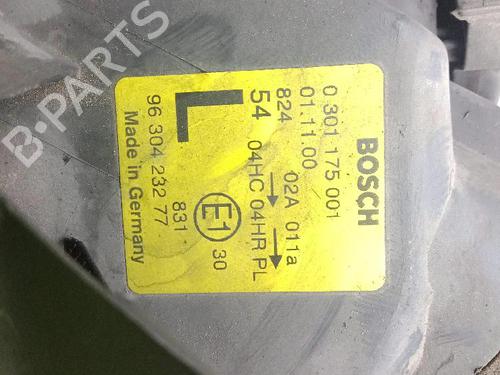 BOSCH
0 301 175 001
01.11.00
824 02A 011a
54 04HC 04HR PL
L E1 30
831
96 304 232 77
Made in Germany
B-PARTS